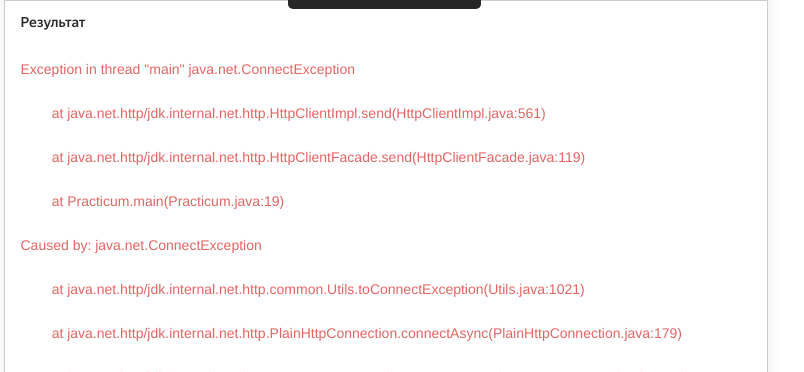 Результат
Exception in thread "main" java.net.ConnectException
at java.net.http/jdk.internal.net.http.HttpClientImpl.send(HttpClientImpl.java:561)
at java.net.http/jdk.internal.net.http.HttpClientFacade.send(HttpClientFacade.java:119)
at Practicum.main(Practicum.java:19)
Caused by: java.net.ConnectException
at java.net.http/jdk.internal.net.http.common.Utils.toConnectException(Utils.java:1021)
at java.net.http/jdk.internal.net.http.PlainHttpConnection.connectAsync(PlainHttpConnection.java:179)